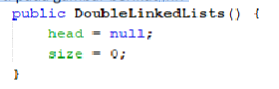 public DoubleLinkedLists() {
head = null;
size = 0;
}